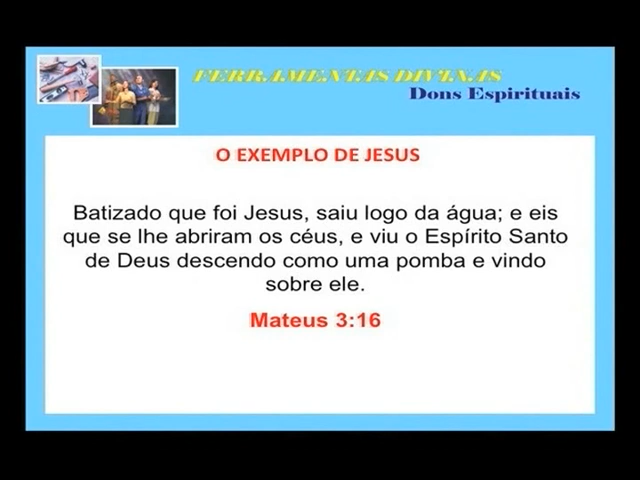 FERRAMENTAS DIVINAS
Dons Espirituais
O EXEMPLO DE JESUS
Batizado que foi Jesus, saiu logo da água; e eis
que se lhe abriram os céus, e viu o Espírito Santo
de Deus descendo como uma pomba e vindo
sobre ele.
Mateus 3:16